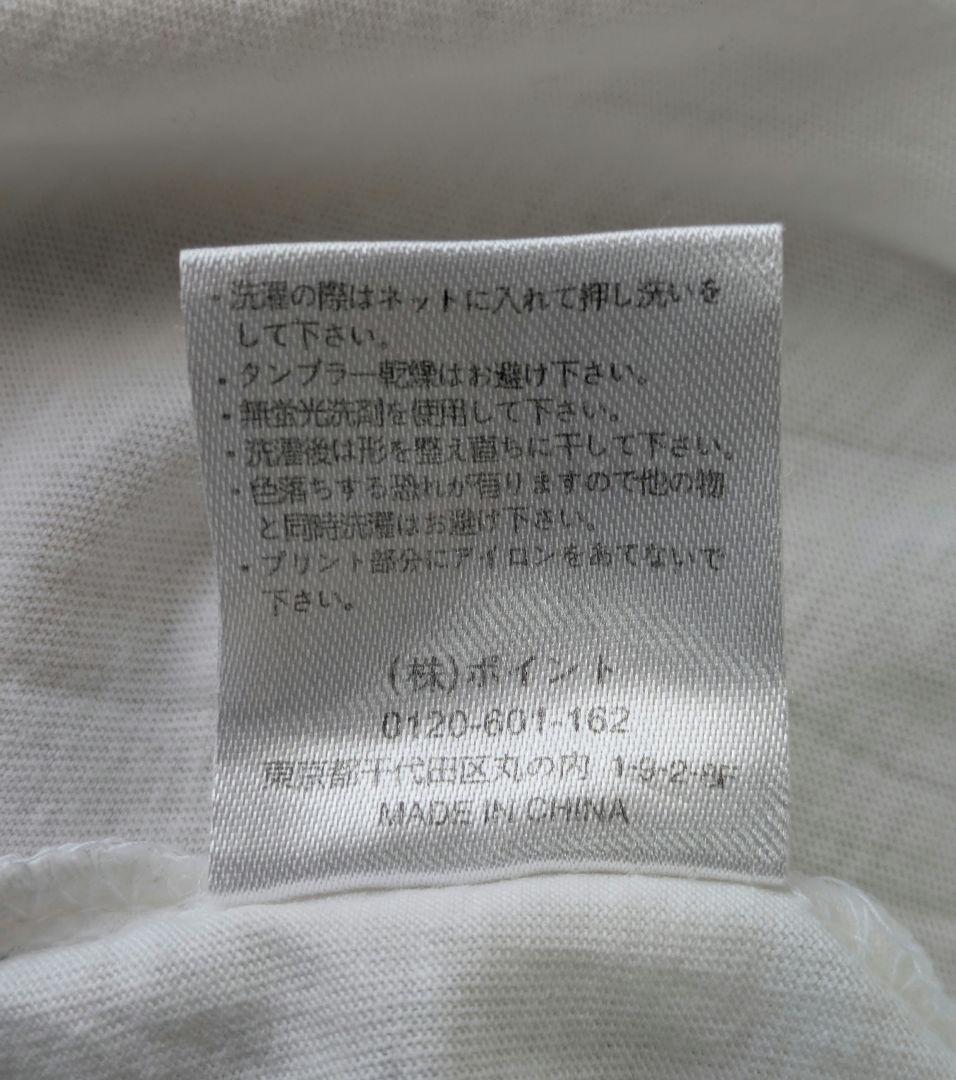 ・洗濯の際はネットに入れて押し洗いを
して下さい。
・タンブラー乾燥はお避け下さい。
・無蛍光洗剤を使用して下さい。
・洗濯後は形を整え直ちに干して下さい。
・色落ちする恐れが有りますので他の物
と同時洗濯はお避け下さい。
・プリント部分にアイロンをあてないで
下さい。
(株)ポイント
0120-601-162
東京都千代田区丸の内 1-9-2-9F
MADE IN CHINA